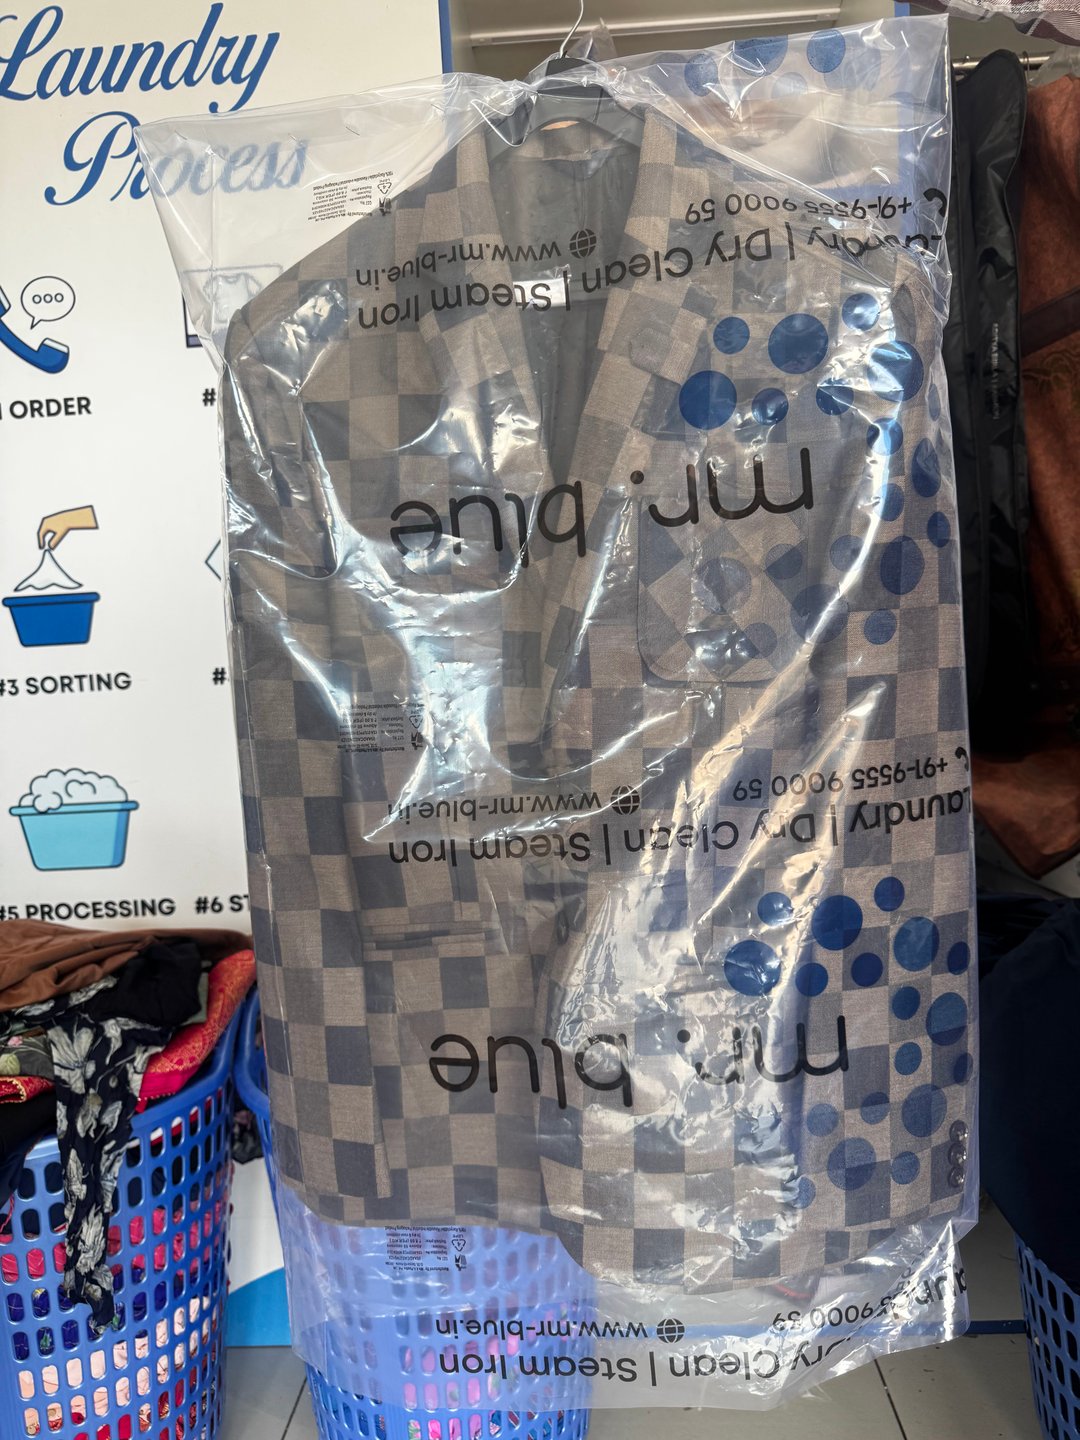 Laundry
Process
ORDER
#
#3 SORTING
#
#5 PROCESSING
#6 ST
+91-9555 9000 59
www.mr-blue.in
Laundry | Dry Clean | Steam Iron
mr. blue
+91-9555 9000 59
www.mr-blue.in
Laundry | Dry Clean | Steam Iron
mr. blue
9000 59
www.mr-blue.in
Dry Clean | Steam Iron